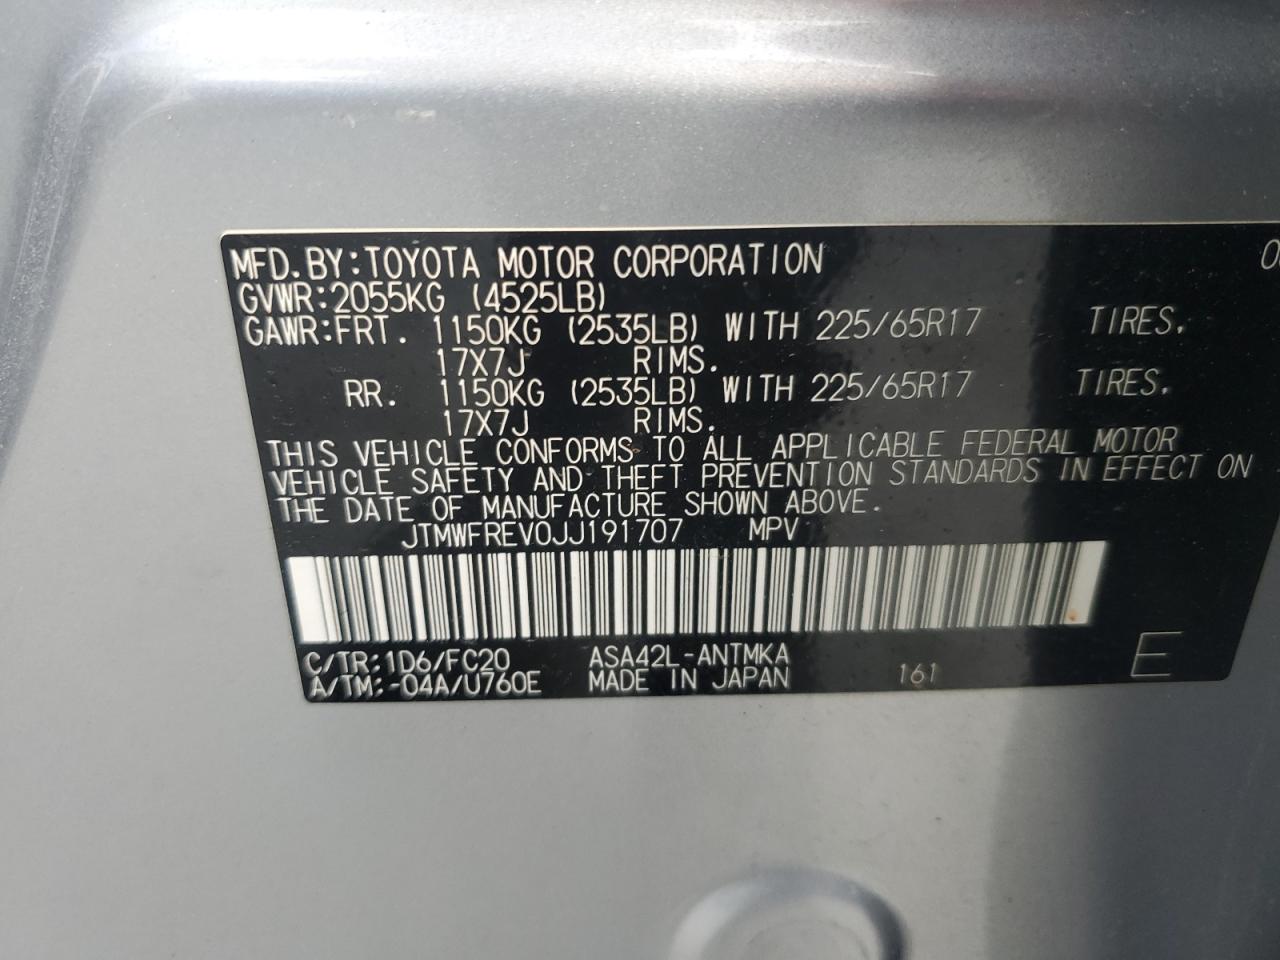 MFD.BY:TOYOTA MOTOR CORPORATION
GVWR:2055KG (4525LB)
GAWR:FRT. 1150KG (2535LB) WITH 225/65R17 TIRES,
17X7J RIMS.
RR. 1150KG (2535LB) WITH 225/65R17 TIRES,
17X7J RIMS.
THIS VEHICLE CONFORMS TO ALL APPLICABLE FEDERAL MOTOR
VEHICLE SAFETY AND THEFT PREVENTION STANDARDS IN EFFECT ON
THE DATE OF MANUFACTURE SHOWN ABOVE.
JTMWFREV0JJ191707 MPV
C/TR:1D6/FC20 ASA42L-ANTMKA
A/TM:-04A/U760E MADE IN JAPAN 161 E